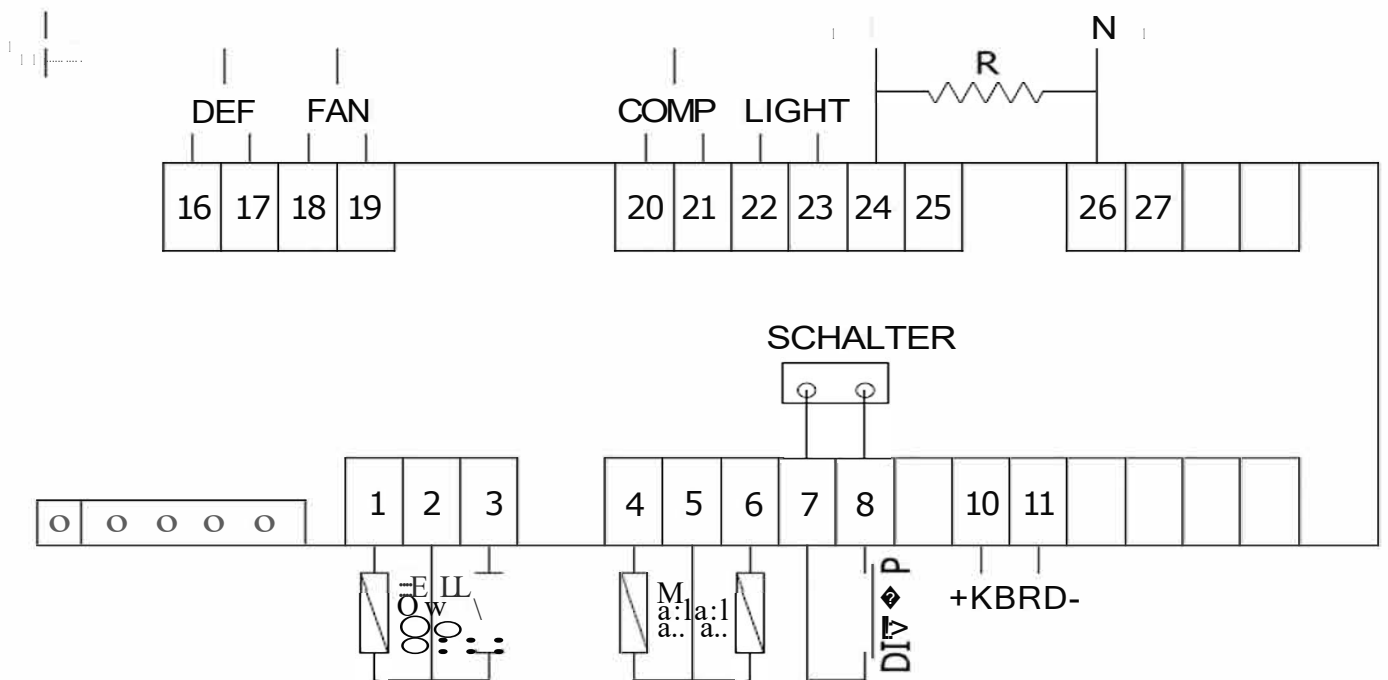 N
R
DEF FAN COMP LIGHT
16 17 18 19 20 21 22 23 24 25 26 27
SCHALTER
O O O O O
1 2 3 4 5 6 7 8 10 11
+KBRD-